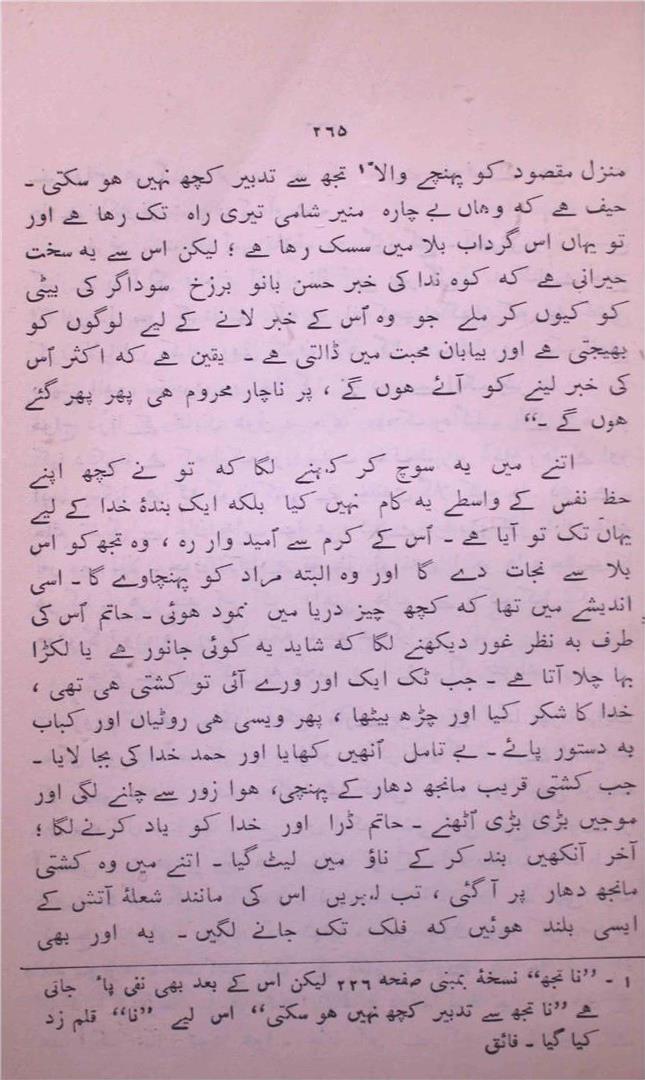 ۲۶۵
منزل مقصود کو پہنچے والا ۱ تجھ سے تدبیر کچھ نہیں ہو سکتی ۔
حیف ہے کہ وہاں بے چارہ منیر شامی تیری راہ تک رہا ہے اور
تو یہاں اس گرداب بلا میں سسک رہا ہے ؛ لیکن اس سے یہ سخت
حیرانی ہے کہ کوہ ندا کی خبر حسن بانو برزخ سوداگر کی بیٹی
کو کیوں کر ملے جو وہ اُس کے خبر لانے کے لیے لوگوں کو
بھیجتی ہے اور بیابان محبت میں ڈالتی ہے ۔ یقین ہے کہ اکثر اُس
کی خبر لینے کو آئے ہوں گے ، پر ناچار محروم ہی پھر پھر گئے
ہوں گے ۔“
اتنے میں یہ سوچ کر کہنے لگا کہ تو نے کچھ اپنے
حظ نفس کے واسطے یہ کام نہیں کیا بلکہ ایک بندۂ خدا کے لیے
یہاں تک تو آیا ہے ۔ اُس کے کرم سے اُمید وار رہ ، وہ تجھ کو اس
بلا سے نجات دے گا اور وہ البتہ مراد کو پہنچاوے گا ۔ اسی
اندیشے میں تھا کہ کچھ چیز دریا میں نمود ہوئی ۔ حاتم اُس کی
طرف بہ نظر غور دیکھنے لگا کہ شاید یہ کوئی جانور ہے یا لکڑا
بہا چلا آتا ہے ۔ جب ٹک ایک اور ورے آئی تو کشتی ہی تھی ،
خدا کا شکر کیا اور چڑھ بیٹھا ، پھر ویسی ہی روٹیاں اور کباب
بہ دستور پائے ۔ بے تامل اُنھیں کھایا اور حمد خدا کی بجا لایا ۔
جب کشتی قریب مانجھ دھار کے پہنچی، ہوا زور سے چلنے لگی اور
موجیں بڑی بڑی اُٹھنے ۔ حاتم ڈرا اور خدا کو یاد کرنے لگا ؛
آخر آنکھیں بند کر کے ناؤ میں لیٹ گیا ۔ اتنے میں وہ کشتی
مانجھ دھار پر آ گئی ، تب لہریں اس کی مانند شعلۂ آتش کے
ایسی بلند ہوئیں کہ فلک تک جانے لگیں ۔ یہ اور بھی
۱ ۔ ”نا تجھ“ نسخۂ بمبئی صفحہ ۲۲۶ لیکن اس کے بعد بھی نفی پائی جاتی
ہے ”نا تجھ سے تدبیر کچھ نہیں ہو سکتی“ اس لیے ”نا“ قلم زد
کیا گیا ۔ فائق